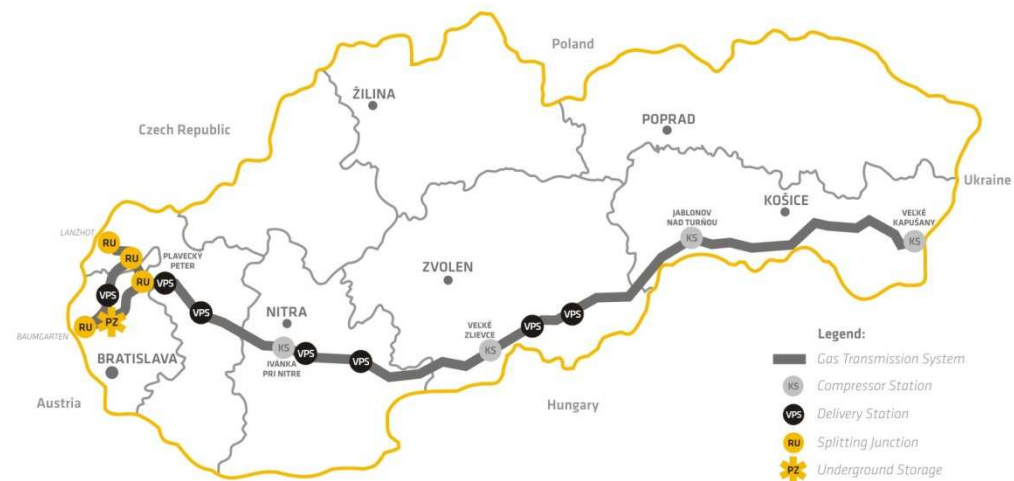 Poland
ŽILINA
POPRAD
Czech Republic
Ukraine
KOŠICE
VEĽKÉ
KAPUŠANY
JABLONOV
NAD TURŇOU
KS
KS
LANŽHOT
RU
RU
PLAVECKÝ
PETER
RU
VPS
VPS
ZVOLEN
VPS
NITRA
VPS
VPS
RU
PZ
BAUMGARTEN
VEĽKÉ
ZLIEVCE
KS
KS
IVÁNKA
PRI NITRE
VPS
VPS
BRATISLAVA
Austria
Hungary
Legend:
Gas Transmission System
KS Compressor Station
VPS Delivery Station
RU Splitting Junction
PZ Underground Storage